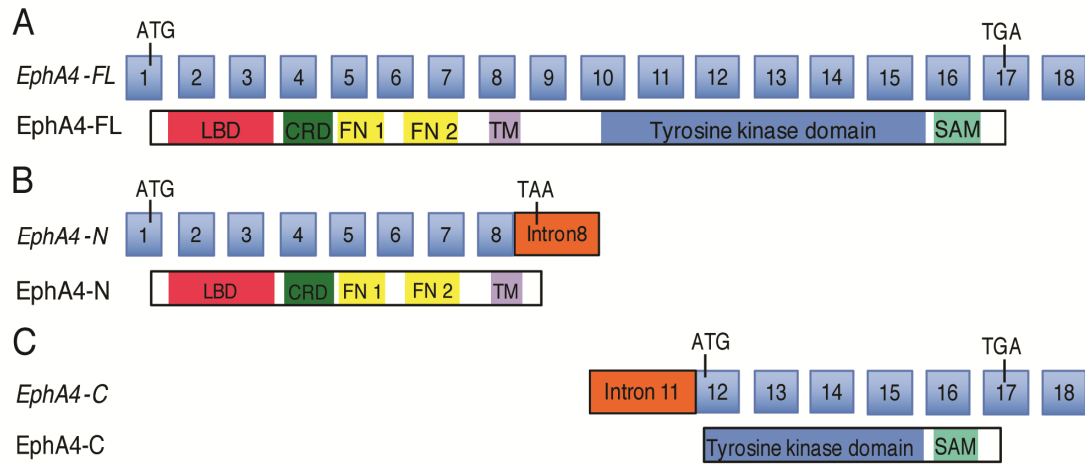 A
ATG
TGA
EphA4-FL 1 2 3 4 5 6 7 8 9 10 11 12 13 14 15 16 17 18
EphA4-FL LBD CRD FN 1 FN 2 TM Tyrosine kinase domain SAM
B
ATG
TAA
EphA4-N 1 2 3 4 5 6 7 8 Intron8
EphA4-N LBD CRD FN 1 FN 2 TM
C
ATG
TGA
EphA4-C Intron 11 12 13 14 15 16 17 18
EphA4-C Tyrosine kinase domain SAM